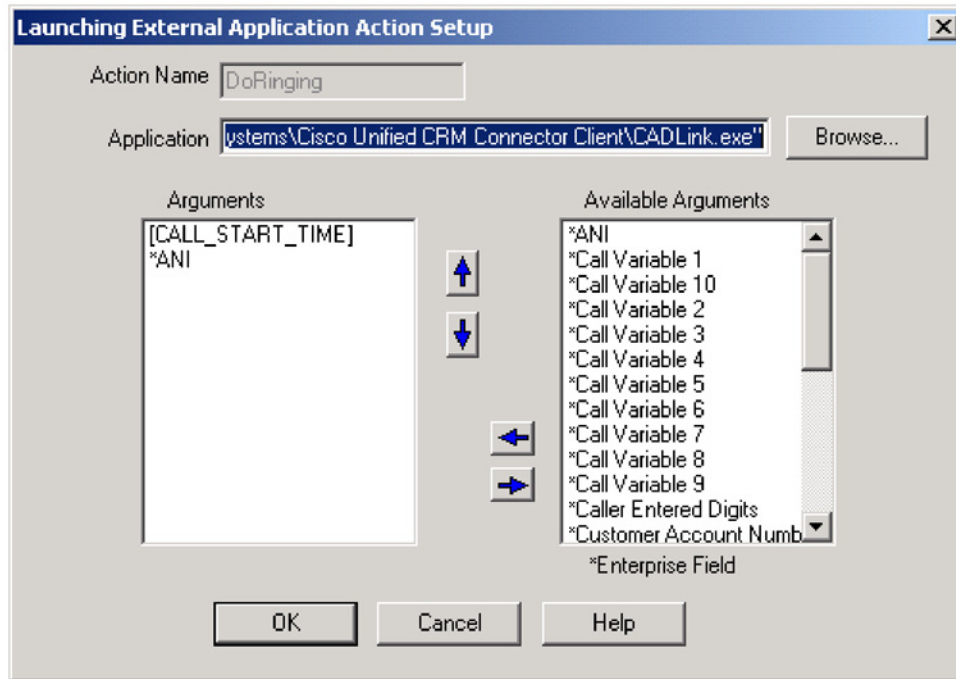 Launching External Application Action Setup
Action Name DoRinging
Application ystems\Cisco Unified CRM Connector Client\CADLink.exe" Browse...
Arguments
[CALL_START_TIME]
*ANI
Available Arguments
*ANI
*Call Variable 1
*Call Variable 10
*Call Variable 2
*Call Variable 3
*Call Variable 4
*Call Variable 5
*Call Variable 6
*Call Variable 7
*Call Variable 8
*Call Variable 9
*Caller Entered Digits
*Customer Account Numb
*Enterprise Field
OK Cancel Help